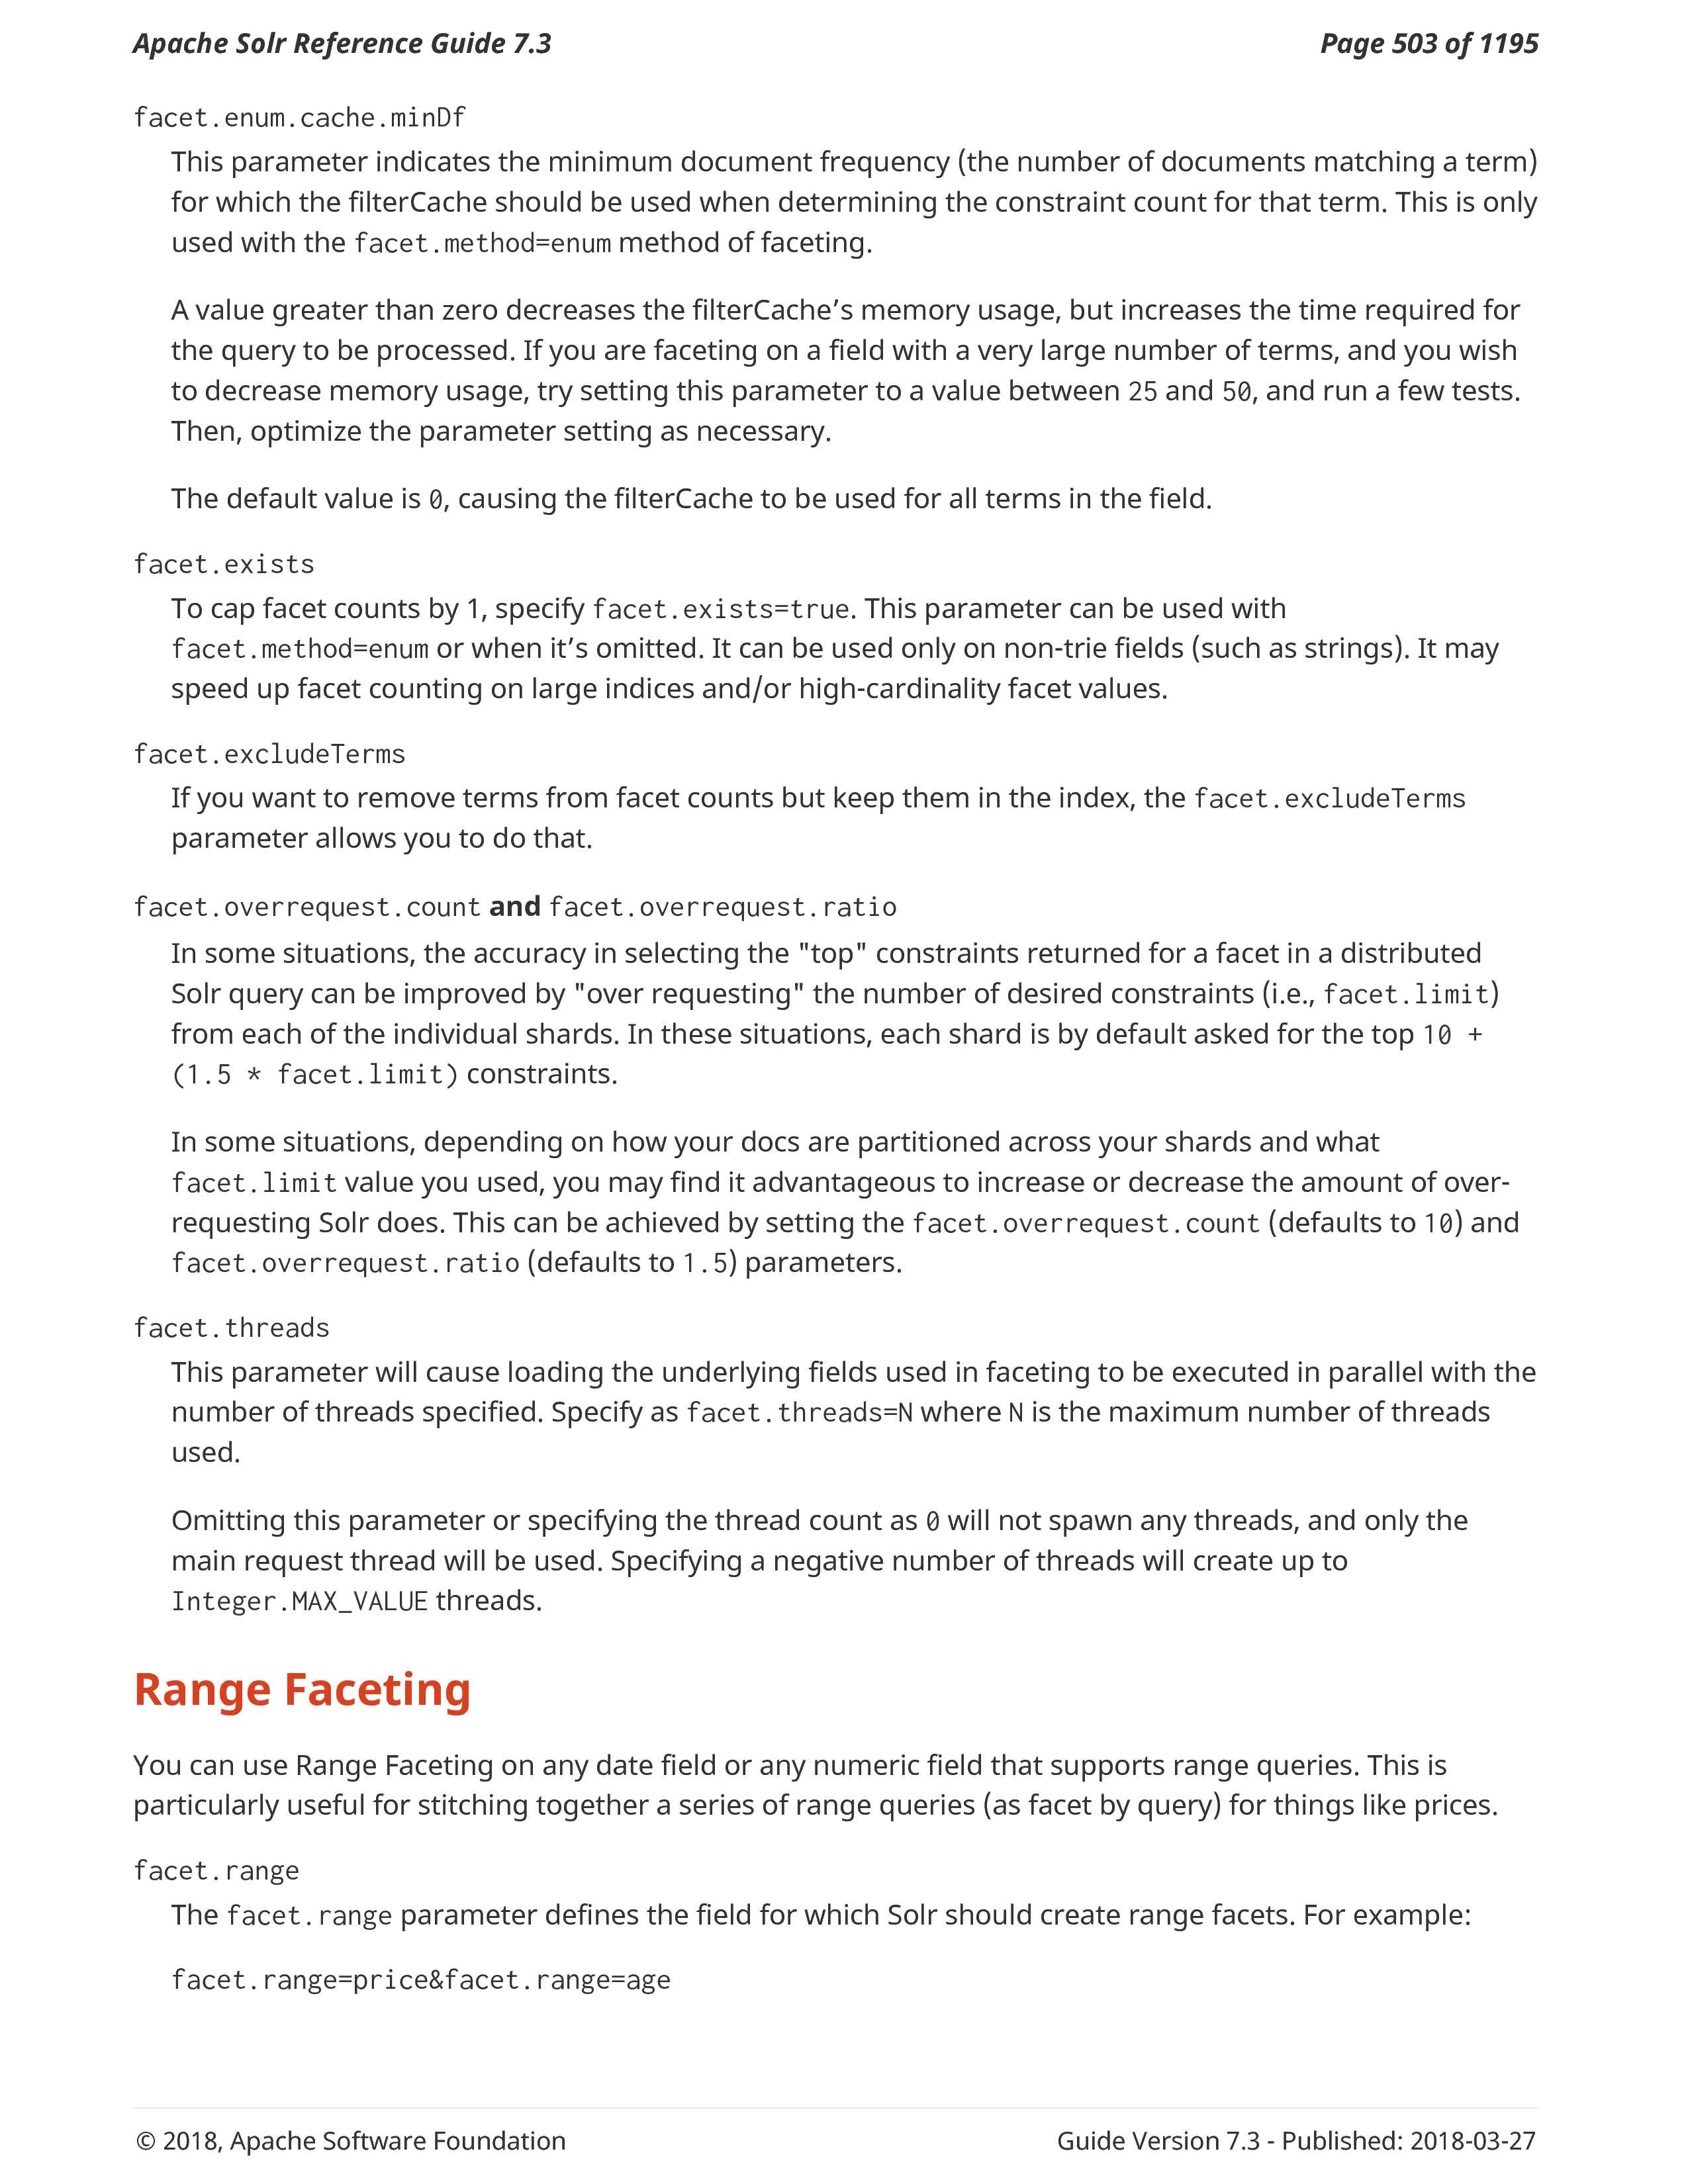 Apache Solr Reference Guide 7.3 Page 503 of 1195
facet.enum.cache.minDf
This parameter indicates the minimum document frequency (the number of documents matching a term)
for which the filterCache should be used when determining the constraint count for that term. This is only
used with the facet.method=enum method of faceting.
A value greater than zero decreases the filterCache’s memory usage, but increases the time required for
the query to be processed. If you are faceting on a field with a very large number of terms, and you wish
to decrease memory usage, try setting this parameter to a value between 25 and 50, and run a few tests.
Then, optimize the parameter setting as necessary.
The default value is 0, causing the filterCache to be used for all terms in the field.
facet.exists
To cap facet counts by 1, specify facet.exists=true. This parameter can be used with
facet.method=enum or when it’s omitted. It can be used only on non-trie fields (such as strings). It may
speed up facet counting on large indices and/or high-cardinality facet values.
facet.excludeTerms
If you want to remove terms from facet counts but keep them in the index, the facet.excludeTerms
parameter allows you to do that.
facet.overrequest.count and facet.overrequest.ratio
In some situations, the accuracy in selecting the "top" constraints returned for a facet in a distributed
Solr query can be improved by "over requesting" the number of desired constraints (i.e., facet.limit)
from each of the individual shards. In these situations, each shard is by default asked for the top 10 +
(1.5 * facet.limit) constraints.
In some situations, depending on how your docs are partitioned across your shards and what
facet.limit value you used, you may find it advantageous to increase or decrease the amount of over-
requesting Solr does. This can be achieved by setting the facet.overrequest.count (defaults to 10) and
facet.overrequest.ratio (defaults to 1.5) parameters.
facet.threads
This parameter will cause loading the underlying fields used in faceting to be executed in parallel with the
number of threads specified. Specify as facet.threads=N where N is the maximum number of threads
used.
Omitting this parameter or specifying the thread count as 0 will not spawn any threads, and only the
main request thread will be used. Specifying a negative number of threads will create up to
Integer.MAX_VALUE threads.
Range Faceting
You can use Range Faceting on any date field or any numeric field that supports range queries. This is
particularly useful for stitching together a series of range queries (as facet by query) for things like prices.
facet.range
The facet.range parameter defines the field for which Solr should create range facets. For example:
facet.range=price&facet.range=age
© 2018, Apache Software Foundation Guide Version 7.3 - Published: 2018-03-27